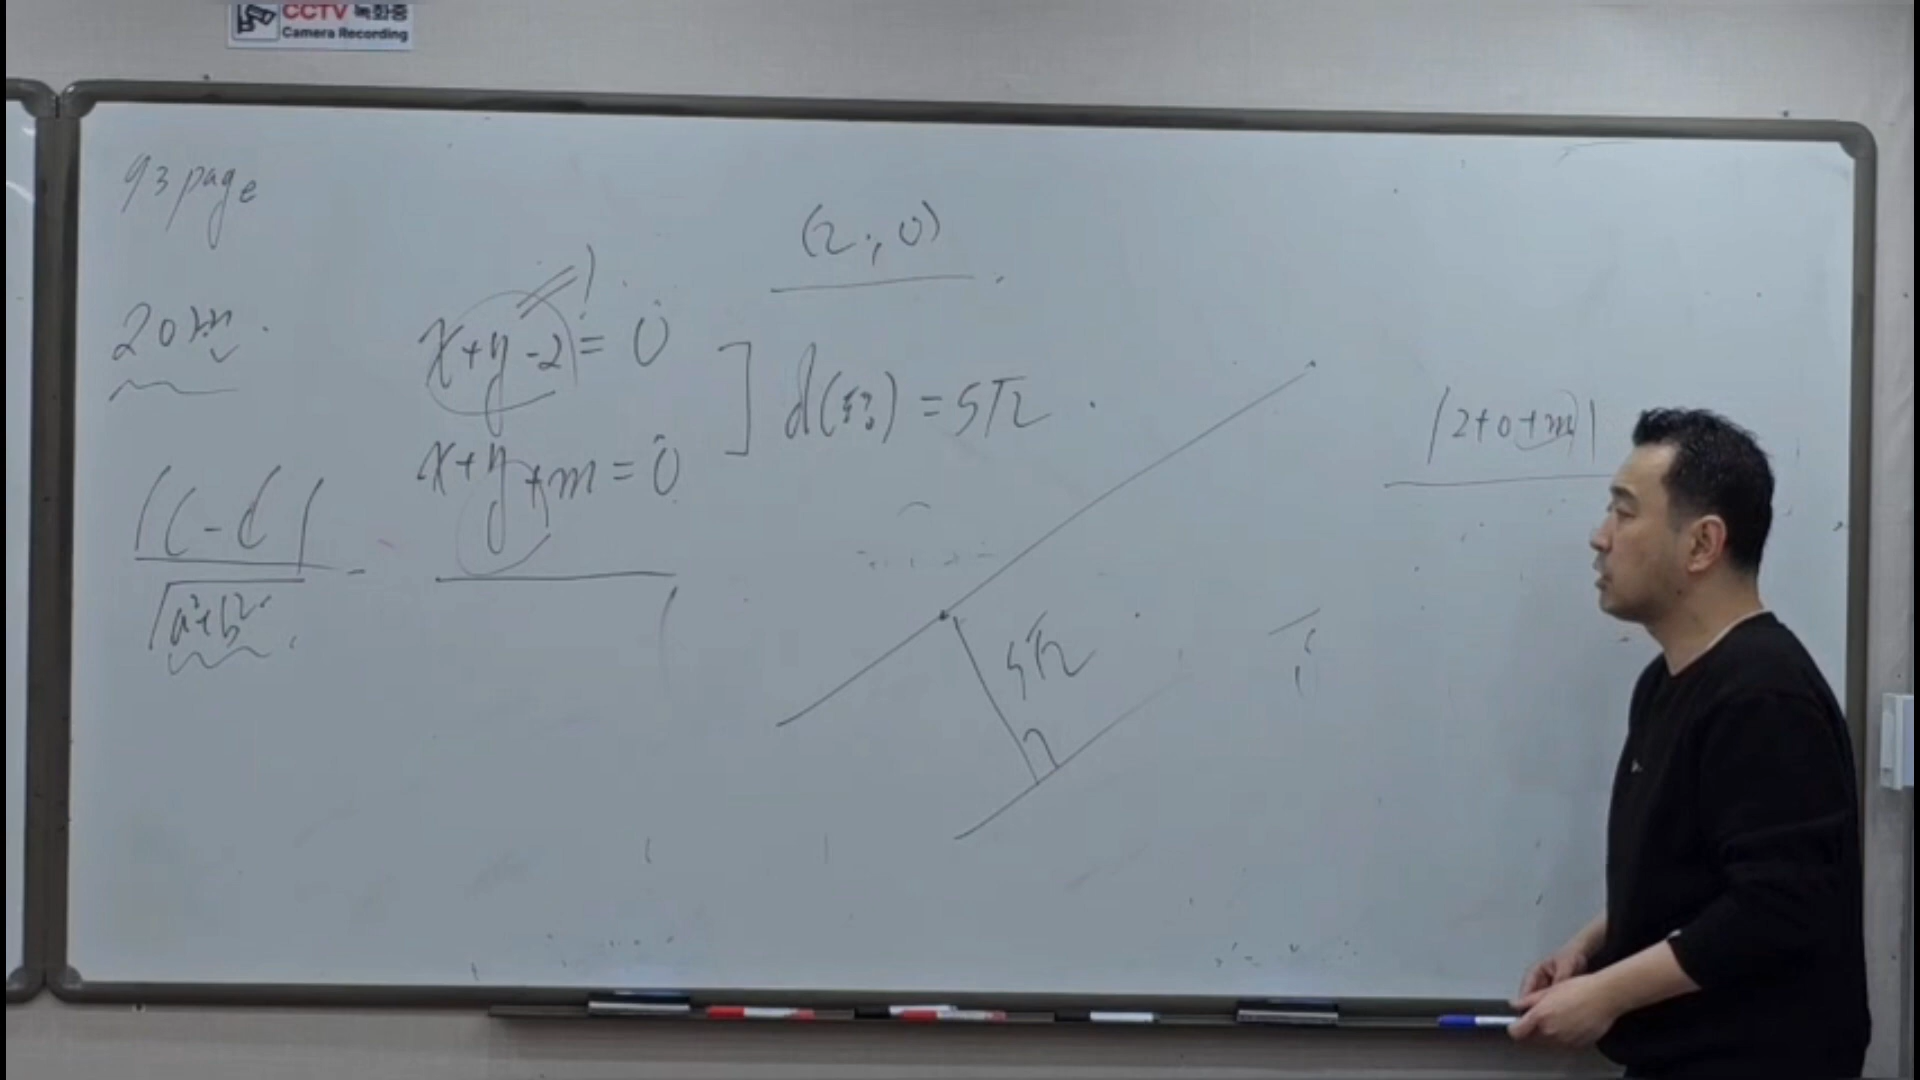 CCTV 녹화중
Camera Recording
93 page
20번.
(2, 0)
x+y-2=0
x+y+m=0
d(  ) = 5√2
|c-c'|
√a²+b²
5√2
|2+0+m|